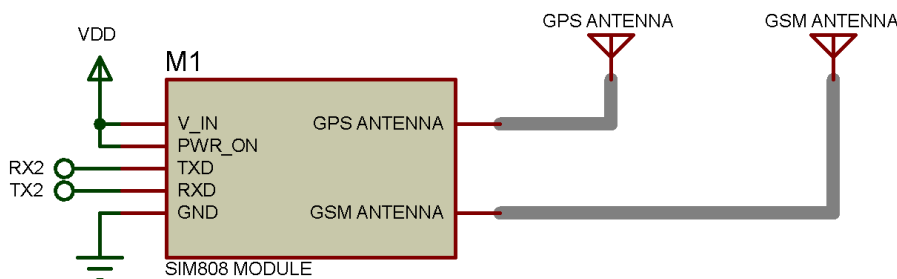 GPS ANTENNA
GSM ANTENNA
VDD
M1
V_IN
GPS ANTENNA
PWR_ON
RX2
TXD
TX2
RXD
GND
GSM ANTENNA
SIM808 MODULE